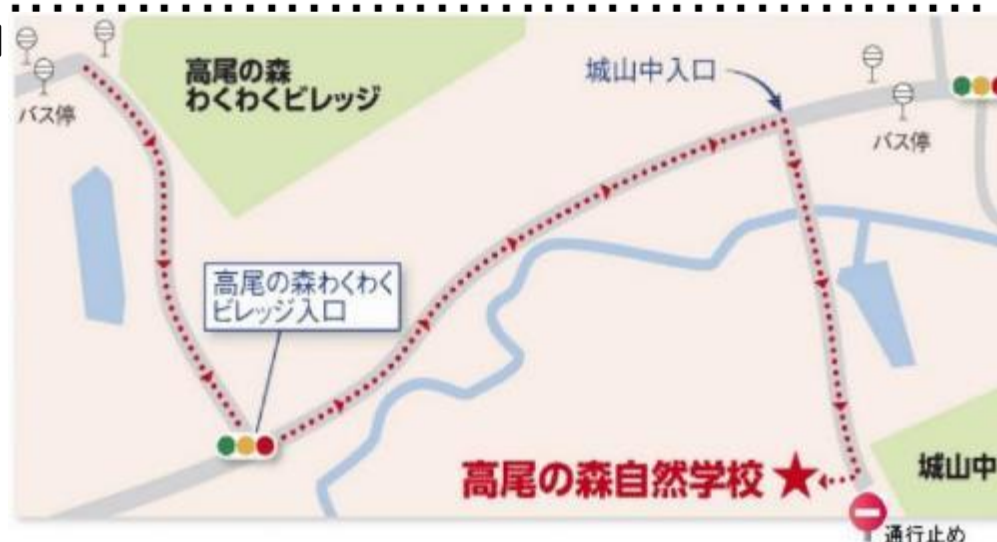 バス停
高尾の森
わくわくビレッジ
城山中入口
バス停
高尾の森わくわく
ビレッジ入口
高尾の森自然学校
城山中
通行止め